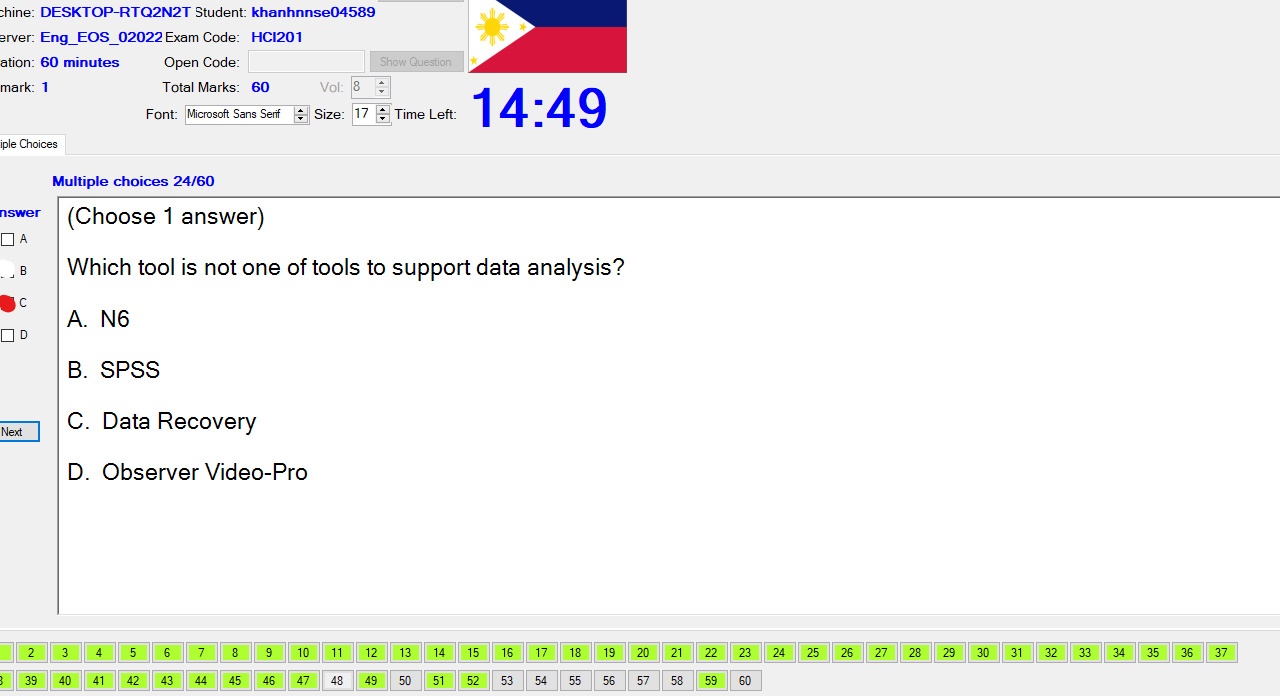 chine: DESKTOP-RTQ2N2T Student: khanhnnse04589
erver: Eng_EOS_02022 Exam Code: HCI201
ation: 60 minutes Open Code: Show Question
mark: 1 Total Marks: 60 Vol: 8
Font: Microsoft Sans Serif Size: 17 Time Left: 14:49
iple Choices
Multiple choices 24/60
nswer
A
B
C
D
Next
(Choose 1 answer)
Which tool is not one of tools to support data analysis?
A. N6
B. SPSS
C. Data Recovery
D. Observer Video-Pro
2 3 4 5 6 7 8 9 10 11 12 13 14 15 16 17 18 19 20 21 22 23 24 25 26 27 28 29 30 31 32 33 34 35 36 37
39 40 41 42 43 44 45 46 47 48 49 50 51 52 53 54 55 56 57 58 59 60